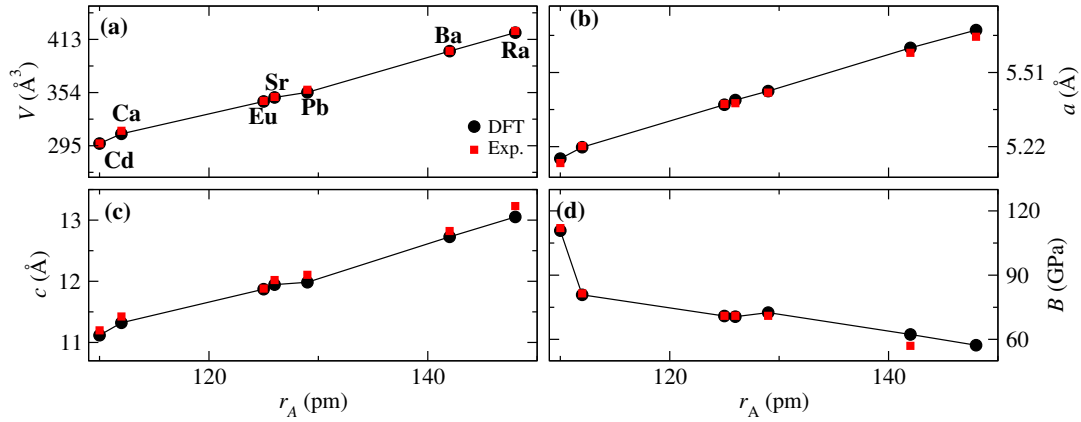 (a)
V (Å³)
413
354
295
Cd
Ca
Eu
Sr
Pb
Ba
Ra
DFT
Exp.
(b)
a (Å)
5.51
5.22
(c)
c (Å)
13
12
11
120
140
r_A (pm)
(d)
B (GPa)
120
90
60
120
140
r_A (pm)